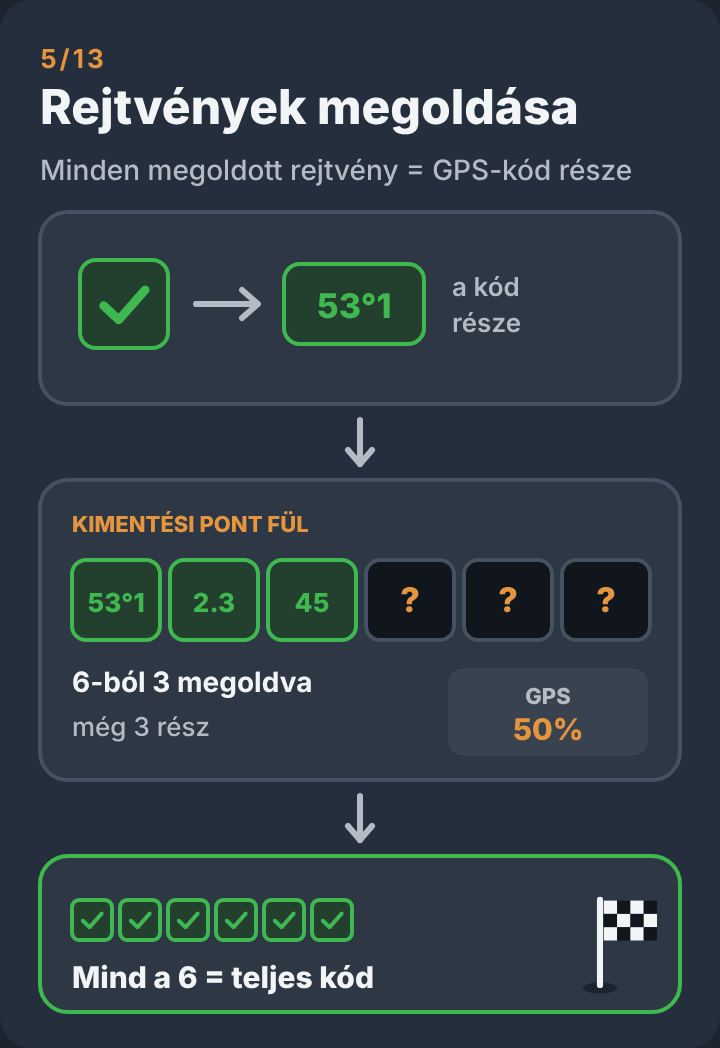 5/13
Rejtvények megoldása
Minden megoldott rejtvény = GPS-kód része
53°1
a kód
része
KIMENTÉSI PONT FÜL
53°1 2.3 45 ? ? ?
6-ból 3 megoldva
még 3 rész
GPS
50%
Mind a 6 = teljes kód